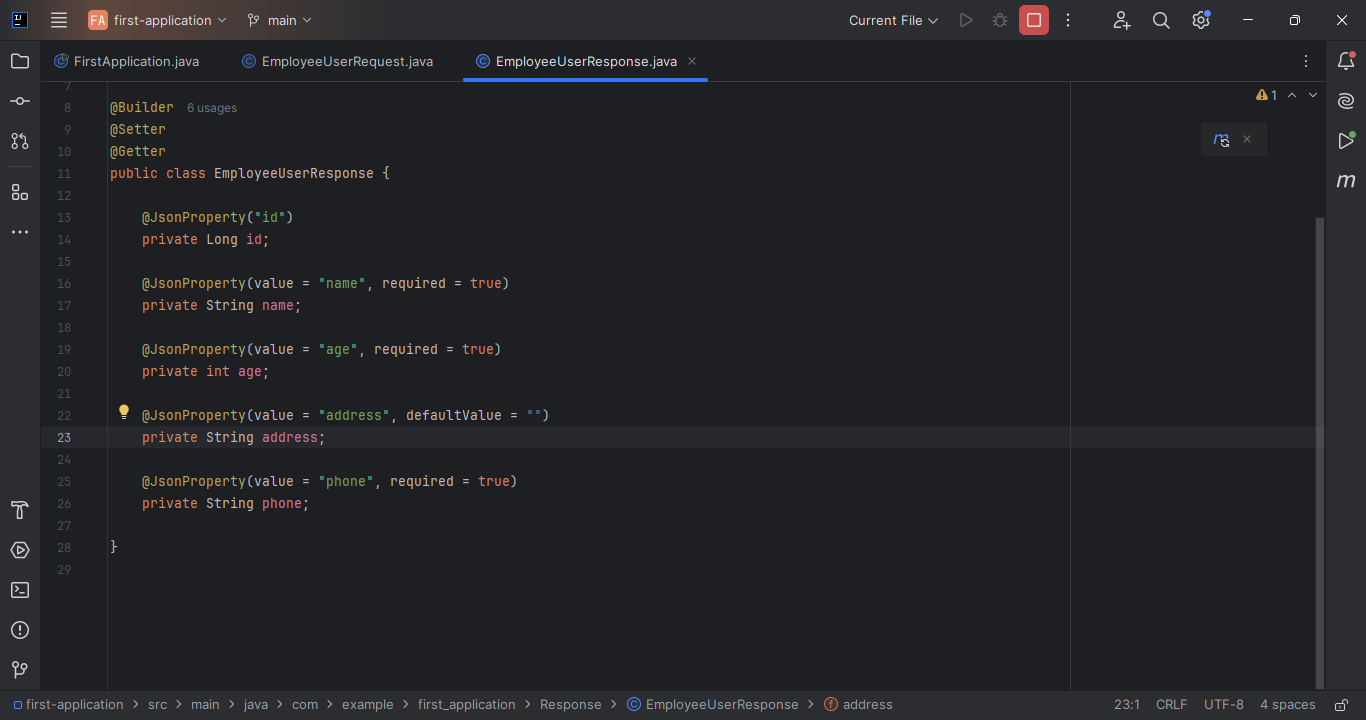 FA first-application main Current File
FirstApplication.java EmployeeUserRequest.java EmployeeUserResponse.java
7
8 @Builder 6 usages 1
9 @Setter
10 @Getter
11 public class EmployeeUserResponse {
12
13 @JsonProperty("id")
14 private Long id;
15
16 @JsonProperty(value = "name", required = true)
17 private String name;
18
19 @JsonProperty(value = "age", required = true)
20 private int age;
21
22 @JsonProperty(value = "address", defaultValue = "")
23 private String address;
24
25 @JsonProperty(value = "phone", required = true)
26 private String phone;
27
28 }
29
first-application > src > main > java > com > example > first_application > Response > EmployeeUserResponse > address 23:1 CRLF UTF-8 4 spaces